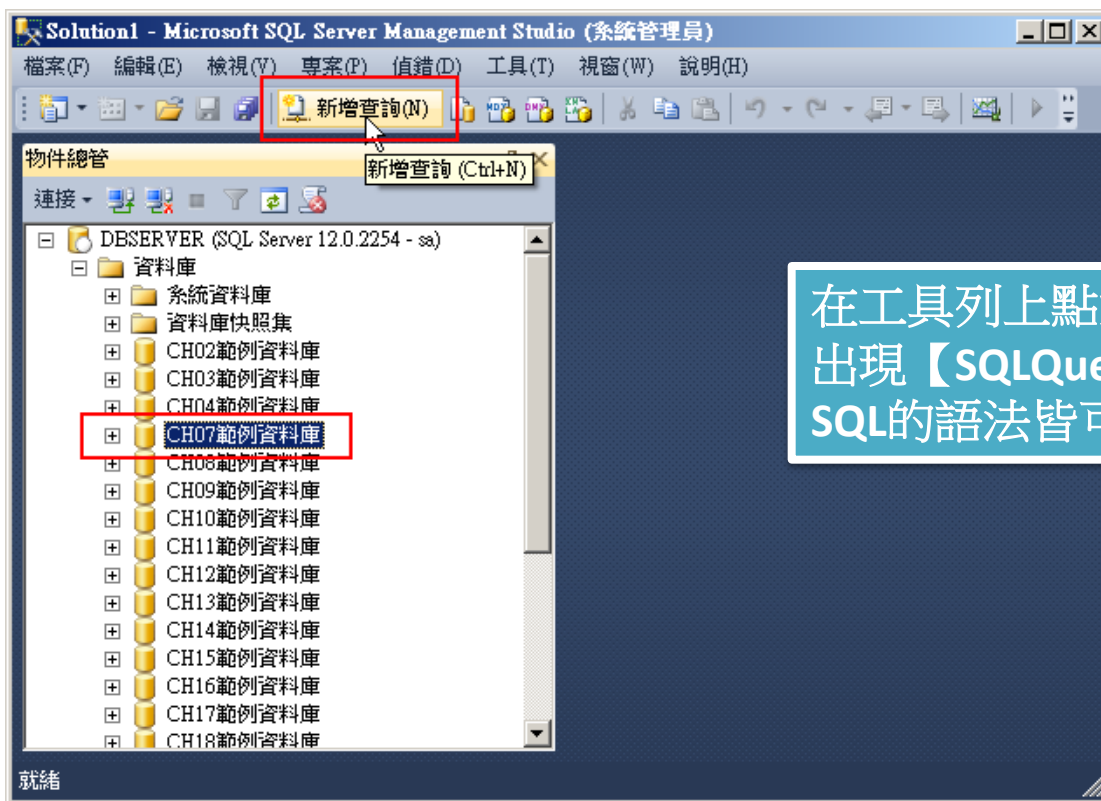 Solution1 - Microsoft SQL Server Management Studio (系統管理員)
檔案(F) 編輯(E) 檢視(V) 專案(P) 偵錯(D) 工具(T) 視窗(W) 說明(H)
新增查詢(N)
物件總管
新增查詢 (Ctrl+N)
連接
DBSERVER (SQL Server 12.0.2254 - sa)
資料庫
系統資料庫
資料庫快照集
CH02範例資料庫
CH03範例資料庫
CH04範例資料庫
CH07範例資料庫
CH08範例資料庫
CH09範例資料庫
CH10範例資料庫
CH11範例資料庫
CH12範例資料庫
CH13範例資料庫
CH14範例資料庫
CH15範例資料庫
CH16範例資料庫
CH17範例資料庫
CH18範例資料庫
在工具列上點
出現【SQLQue
SQL的語法皆可
就緒